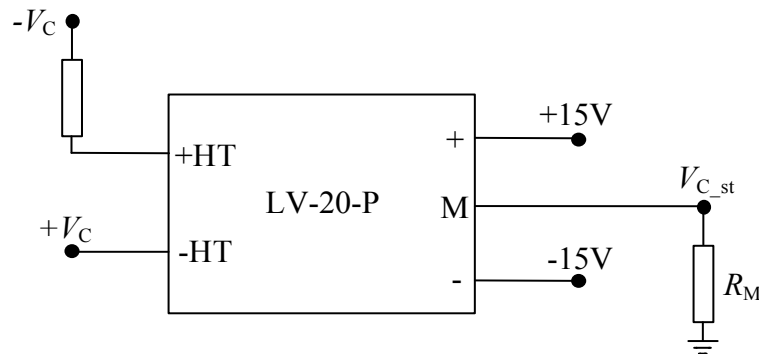 -VC
+15V
+HT
+
LV-20-P
M
VC_st
+VC
-HT
-15V
-
RM